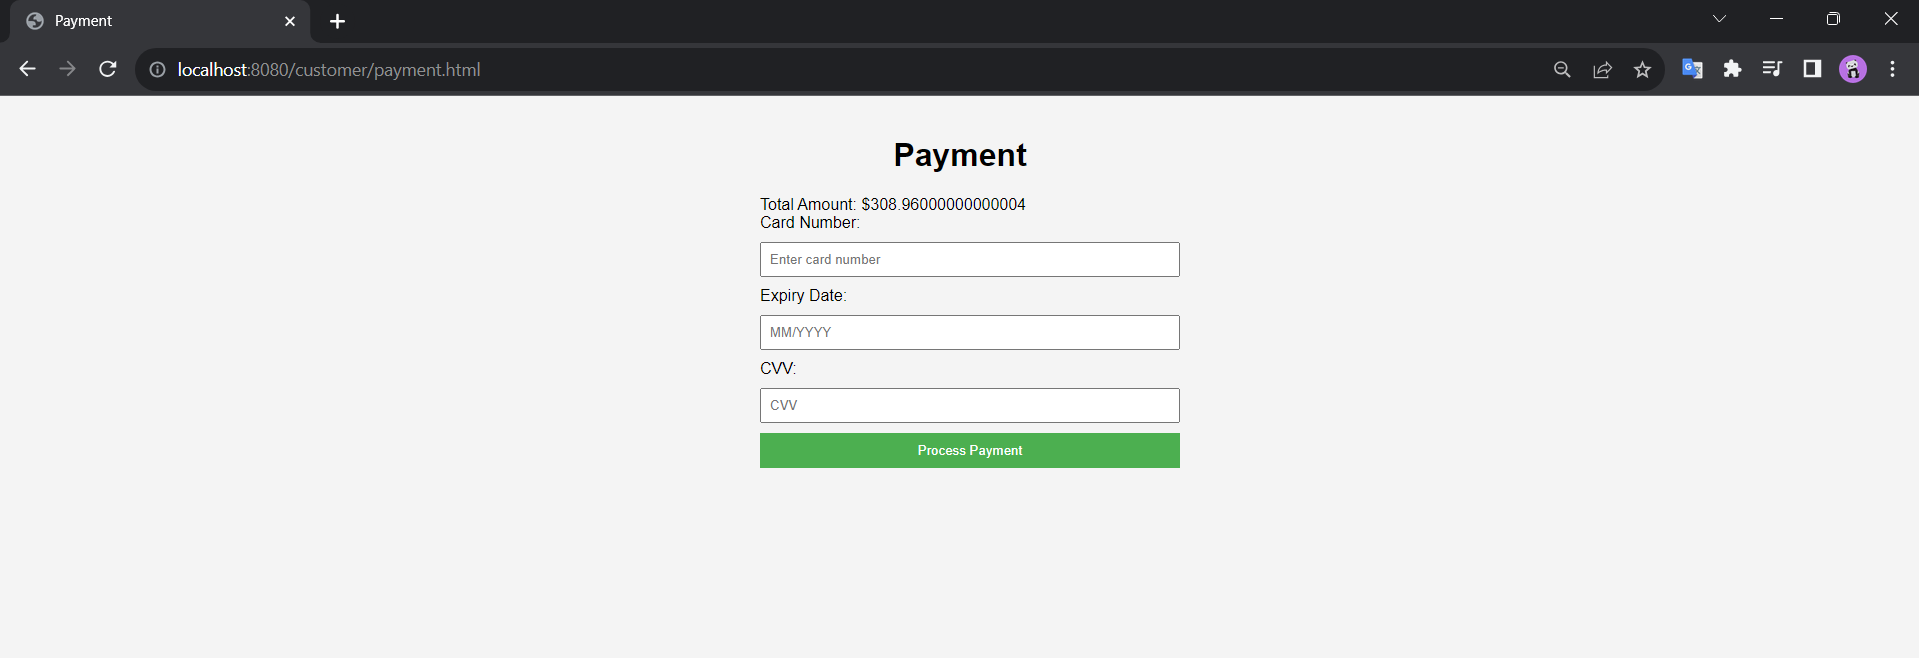 Payment
localhost:8080/customer/payment.html
Payment
Total Amount: $308.96000000000004
Card Number:
Enter card number
Expiry Date:
MM/YYYY
CVV:
CVV
Process Payment